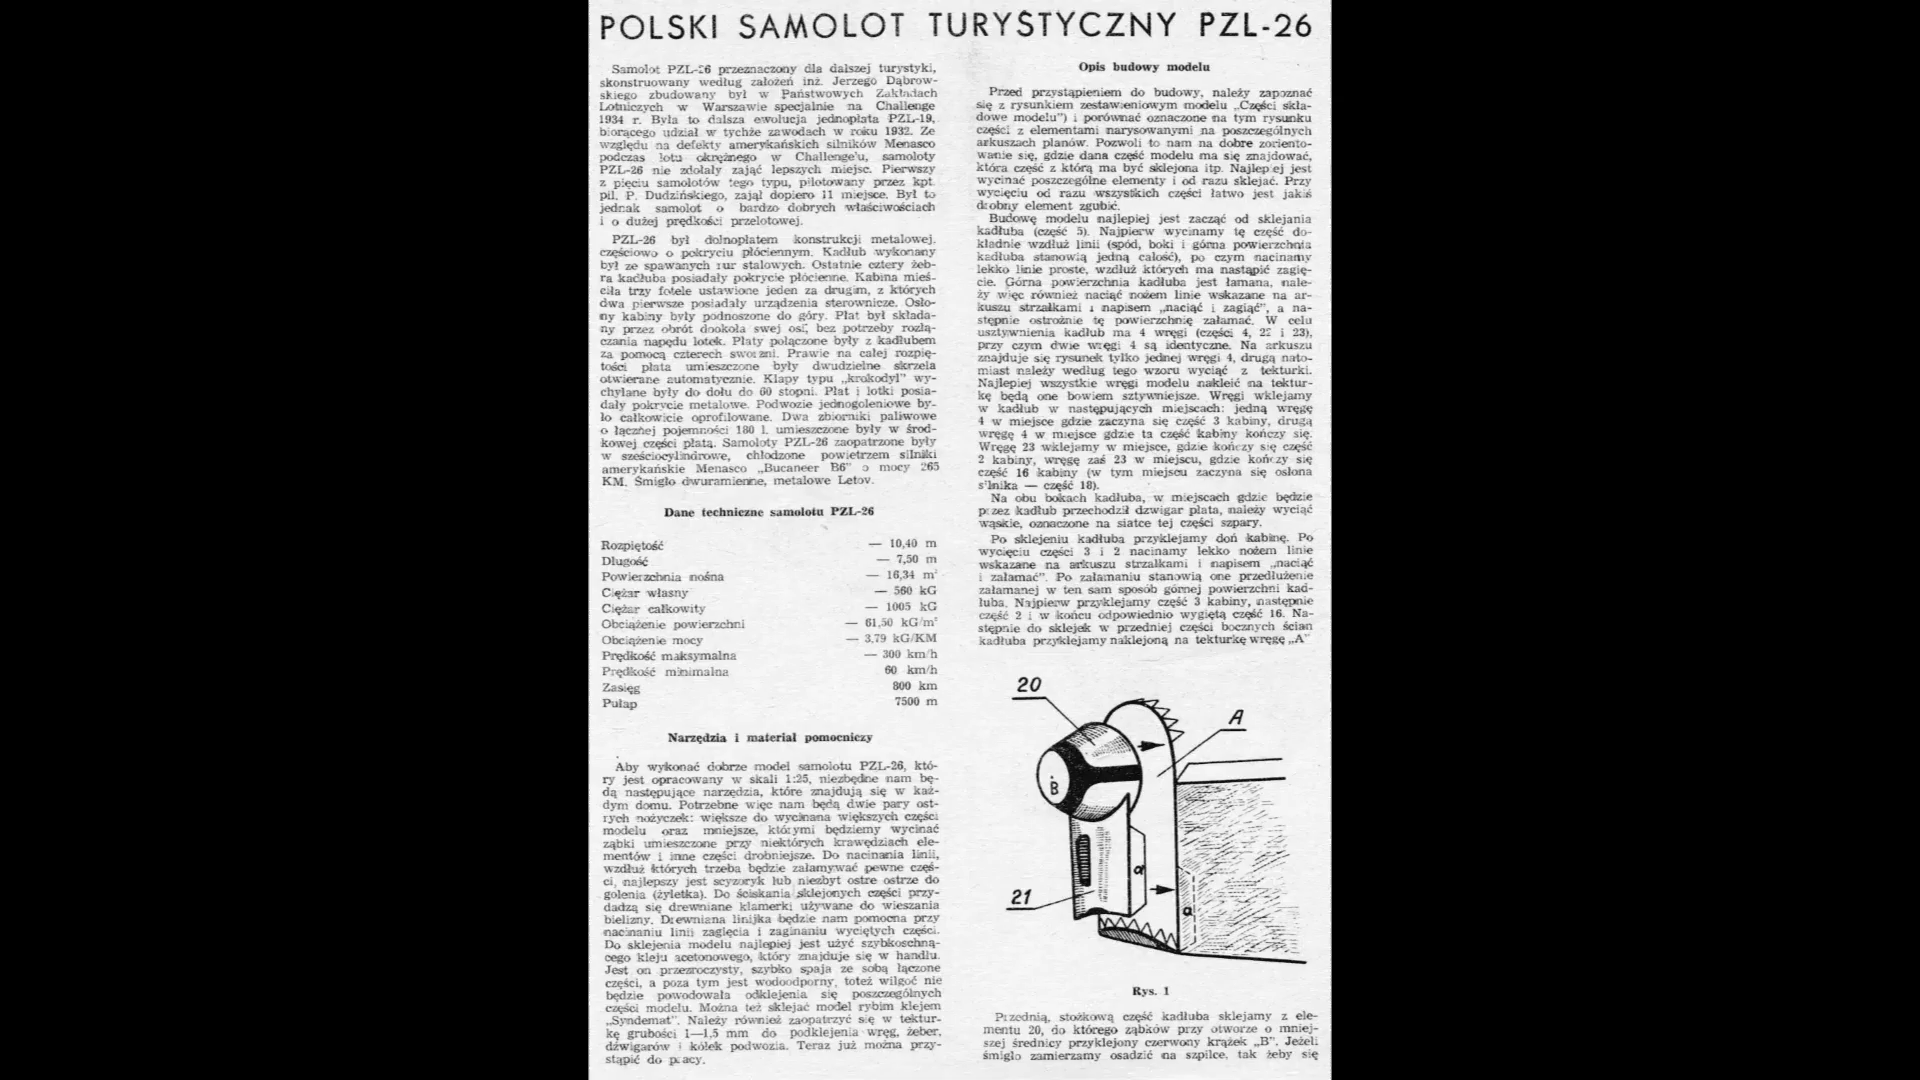 POLSKI SAMOLOT TURYSTYCZNY PZL-26
Samolot PZL-26 przeznaczony dla dalszej turystyki,
skonstruowany według założeń inż. Jerzego Dąbrow-
skiego zbudowany był w Państwowych Zakładach
Lotniczych w Warszawie specjalnie na Challenge
1934 r. Była to dalsza ewolucja jednopłata PZL-19,
biorącego udział w tychże zawodach w roku 1932. Ze
względu na defekty amerykańskich silników Menasco
podczas lotu okrężnego w Challenge'u, samoloty
PZL-26 nie zdołały zająć lepszych miejsc. Pierwszy
z pięciu samolotów tego typu, pilotowany przez kpt.
pil. P. Dudzińskiego, zajął dopiero 11 miejsce. Był to
jednak samolot o bardzo dobrych właściwościach
i o dużej prędkości przelotowej.
PZL-26 był dolnopłatem konstrukcji metalowej,
częściowo o pokryciu płóciennym. Kadłub wykonany
był ze spawanych rur stalowych. Ostatnie cztery żeb-
ra kadłuba posiadały pokrycie płócienne. Kabina mieś-
ciła trzy fotele ustawione jeden za drugim, z których
dwa pierwsze posiadały urządzenia sterownicze. Osło-
ny kabiny były podnoszone do góry. Płat był składa-
ny przez obrót dookoła swej osi, bez potrzeby rozłą-
czania napędu lotek. Płaty połączone były z kadłubem
za pomocą czterech sworzni. Prawie na całej rozpię-
tości płata umieszczone były dwudzielne skrzela
otwierane automatycznie. Klapy typu „krokodyl" wy-
chylane były do dołu do 60 stopni. Płat i lotki posia-
dały pokrycie metalowe. Podwozie jednogoleniowe by-
ło całkowicie oprofilowane. Dwa zbiorniki paliwowe
o łącznej pojemności 180 l. umieszczone były w środ-
kowej części płata. Samoloty PZL-26 zaopatrzone były
w sześciocylindrowe, chłodzone powietrzem silniki
amerykańskie Menasco „Bucaneer B6" o mocy 265
KM. Śmigło dwuramienne, metalowe Letov.
Dane techniczne samolotu PZL-26
Rozpiętość — 10,40 m
Długość — 7,50 m
Powierzchnia nośna — 16,34 m²
Ciężar własny — 560 kG
Ciężar całkowity — 1005 kG
Obciążenie powierzchni — 61,50 kG/m²
Obciążenie mocy — 3,79 kG/KM
Prędkość maksymalna — 300 km/h
Prędkość minimalna 60 km/h
Zasięg 800 km
Pułap 7500 m
Narzędzia i materiał pomocniczy
Aby wykonać dobrze model samolotu PZL-26, któ-
ry jest opracowany w skali 1:25, niezbędne nam bę-
dą następujące narzędzia, które znajdują się w każ-
dym domu. Potrzebne więc nam będą dwie pary ost-
rych nożyczek: większe do wycinana większych części
modelu oraz mniejsze, którymi będziemy wycinać
ząbki umieszczone przy niektórych krawędziach ele-
mentów i inne części drobniejsze. Do nacinania linii,
wzdłuż których trzeba będzie załamywać pewne częś-
ci, najlepszy jest scyzoryk lub niezbyt ostre ostrze do
golenia (żyletka). Do ściskania sklejonych części przy-
dadzą się drewniane klamerki używane do wieszania
bielizny. Drewniana linijka będzie nam pomocna przy
nacinaniu linii zagięcia i zaginaniu wyciętych części.
Do sklejenia modelu najlepiej jest użyć szybkoschną-
cego kleju acetonowego, który znajduje się w handlu.
Jest on przezroczysty, szybko spaja ze sobą łączone
części, a poza tym jest wodoodporny, toteż wilgoć nie
będzie powodowała odklejenia się poszczególnych
części modelu. Można też sklejać model rybim klejem
„Syndemat". Należy również zaopatrzyć się w tektur-
kę grubości 1—1,5 mm do podklejenia wręg, żeber,
dźwigarów i kółek podwozia. Teraz już można przy-
stąpić do pracy.
Opis budowy modelu
Przed przystąpieniem do budowy, należy zapoznać
się z rysunkiem zestawieniowym modelu „Części skła-
dowe modelu") i porównać oznaczone na tym rysunku
części z elementami narysowanymi na poszczególnych
arkuszach planów. Pozwoli to nam na dobre zoriento-
wanie się, gdzie dana część modelu ma się znajdować,
która część z którą ma być sklejona itp. Najlepiej jest
wycinać poszczególne elementy i od razu sklejać. Przy
wycięciu od razu wszystkich części łatwo jest jakiś
drobny element zgubić.
Budowę modelu najlepiej jest zacząć od sklejania
kadłuba (część 5). Najpierw wycinamy tę część do-
kładnie wzdłuż linii (spód, boki i górna powierzchnia
kadłuba stanowią jedną całość), po czym nacinamy
lekko linie proste, wzdłuż których ma nastąpić zagię-
cie. Górna powierzchnia kadłuba jest łamana, nale-
ży więc również naciąć nożem linie wskazane na ar-
kuszu strzałkami i napisem „naciąć i zagiąć", a na-
stępnie ostrożnie tę powierzchnię załamać. W celu
usztywnienia kadłub ma 4 wręgi (części 4, 22 i 23),
przy czym dwie wręgi 4 są identyczne. Na arkuszu
znajduje się rysunek tylko jednej wręgi 4, drugą nato-
miast należy według tego wzoru wyciąć z tekturki.
Najlepiej wszystkie wręgi modelu nakleić na tektur-
kę będą one bowiem sztywniejsze. Wręgi wklejamy
w kadłub w następujących miejscach: jedną wręgę
4 w miejsce gdzie zaczyna się część 3 kabiny, drugą
wręgę 4 w miejsce gdzie ta część kabiny kończy się.
Wręgę 23 wklejamy w miejsce, gdzie kończy się część
2 kabiny, wręgę zaś 23 w miejscu, gdzie kończy się
część 16 kabiny (w tym miejscu zaczyna się osłona
silnika — część 18).
Na obu bokach kadłuba, w miejscach gdzie będzie
przez kadłub przechodził dzwigar płata, należy wyciąć
wąskie, oznaczone na siatce tej części szpary.
Po sklejeniu kadłuba przyklejamy doń kabinę. Po
wycięciu części 3 i 2 nacinamy lekko nożem linie
wskazane na arkuszu strzałkami i napisem „naciąć
i załamać". Po załamaniu stanowią one przedłużenie
załamanej w ten sam sposób górnej powierzchni kad-
łuba. Najpierw przyklejamy część 3 kabiny, następnie
część 2 i w końcu odpowiednio wygiętą część 16. Na-
stępnie do sklejek w przedniej części bocznych ścian
kadłuba przyklejamy naklejoną na tekturkę wręgę „A"
20
A
B
a
21
a
Rys. 1
Przednią, stożkową część kadłuba sklejamy z ele-
mentu 20, do którego ząbków przy otworze o mniej-
szej średnicy przyklejony czerwony krążek „B". Jeżeli
śmigło zamierzamy osadzić na szpilce, tak żeby się